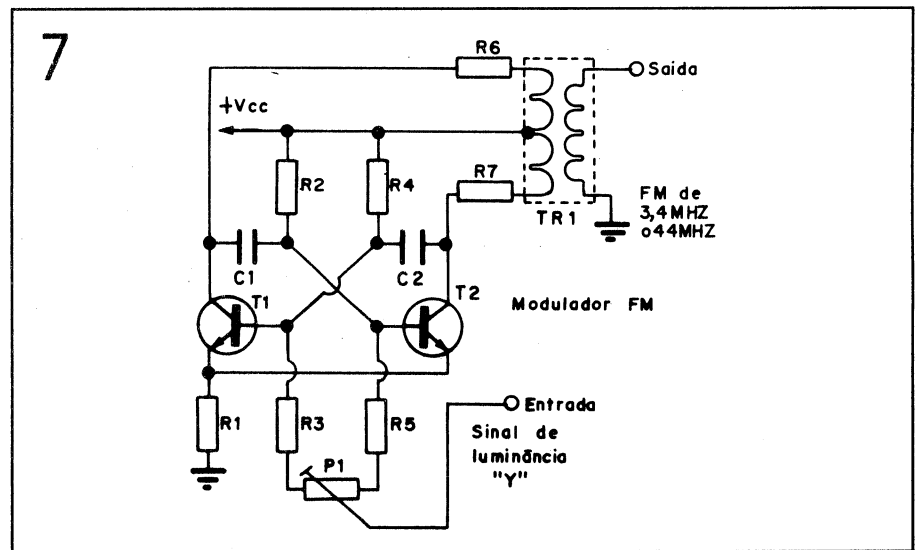 7
R6
Saida
+Vcc
R2
R4
R7
TR1
FM de
3,4MHZ
o44MHZ
C1
C2
T1
T2
Modulador FM
R1
R3
R5
P1
Entrada
Sinal de
luminância
"Y"